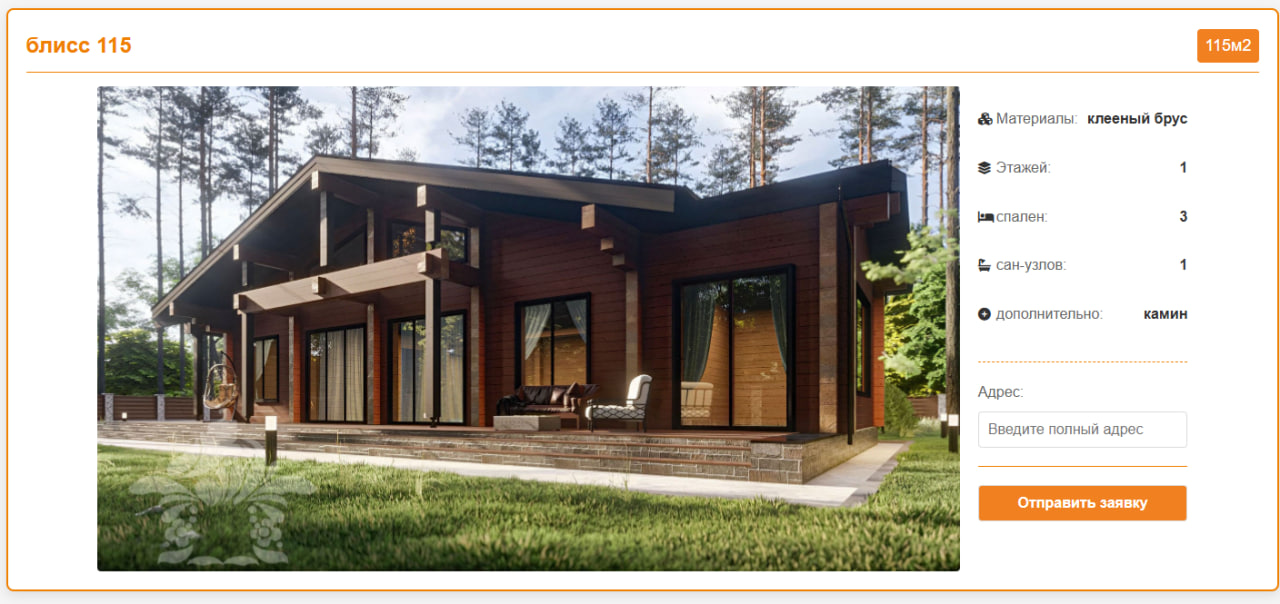 блисс 115
115м2
Материалы: клееный брус
Этажей: 1
спален: 3
сан-узлов: 1
дополнительно: камин
Адрес:
Введите полный адрес
Отправить заявку